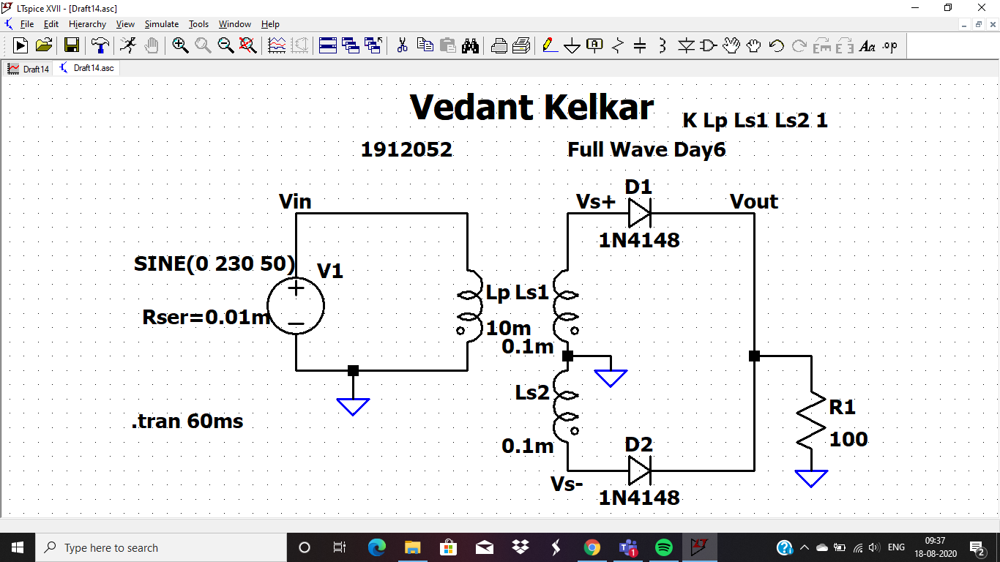 LTspice XVII - [Draft14.asc]
File Edit Hierarchy View Simulate Tools Window Help
Draft14 Draft14.asc
Vedant Kelkar
K Lp Ls1 Ls2 1
1912052
Full Wave Day6
D1
Vin
Vs+
Vout
1N4148
SINE(0 230 50)
V1
Lp
Ls1
Rser=0.01m
10m
0.1m
Ls2
R1
.tran 60ms
100
0.1m
D2
Vs-
1N4148
Type here to search
1
ENG
09:37
18-08-2020
2